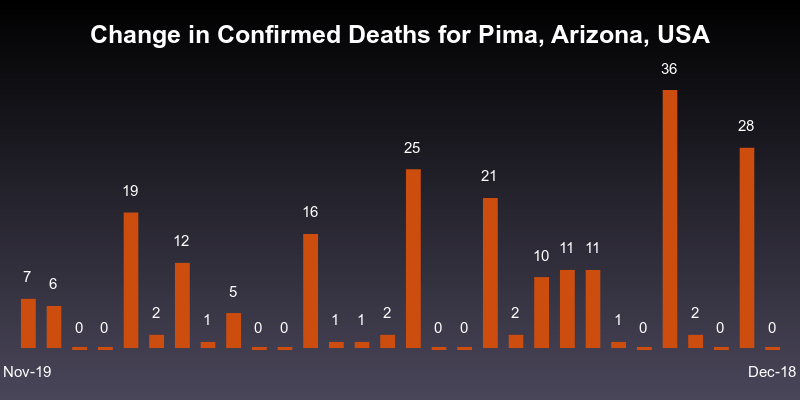 Change in Confirmed Deaths for Pima, Arizona, USA
7 6 0 0 19 2 12 1 5 0 0 16 1 1 2 25 0 0 21 2 10 11 11 1 0 36 2 0 28 0
Nov-19 Dec-18